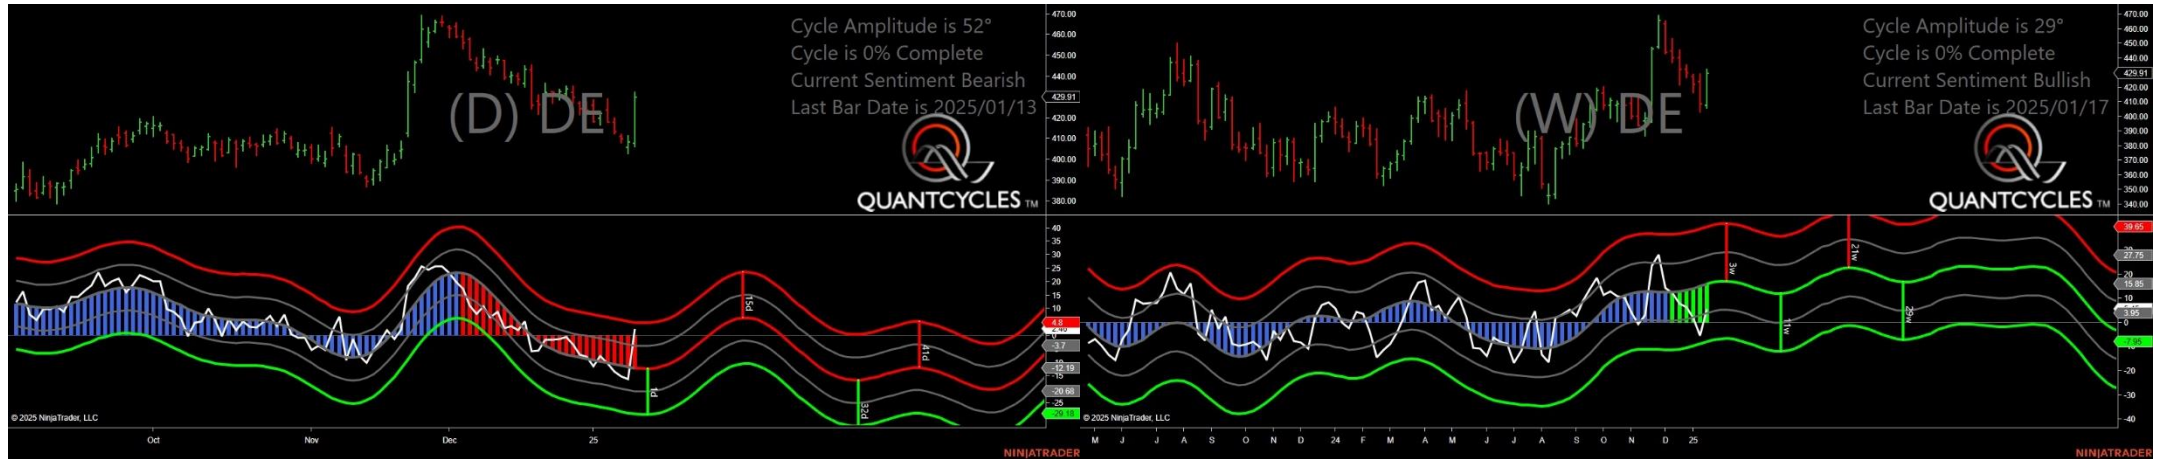 Cycle Amplitude is 52°
Cycle is 0% Complete
Current Sentiment Bearish
Last Bar Date is 2025/01/13
(D) DE
QUANTCYCLES TM
470.00
460.00
450.00
440.00
429.91
420.00
410.00
400.00
390.00
380.00
40
35
30
25
20
15
10
4.8
2.46
-3.7
-12.19
-20.68
-25
-29.18
15d
41d
1d
32d
© 2025 NinjaTrader, LLC
Oct
Nov
Dec
25
NINJATRADER
Cycle Amplitude is 29°
Cycle is 0% Complete
Current Sentiment Bullish
Last Bar Date is 2025/01/17
(W) DE
QUANTCYCLES TM
470.00
460.00
450.00
440.00
429.91
420.00
410.00
400.00
390.00
380.00
370.00
360.00
350.00
340.00
39.65
27.75
20
15.85
10
3.95
0
-7.95
-20
-30
-40
3w
21w
11w
29w
© 2025 NinjaTrader, LLC
M J J A S O N D 24 F M A M J J A S O N D 25
NINJATRADER